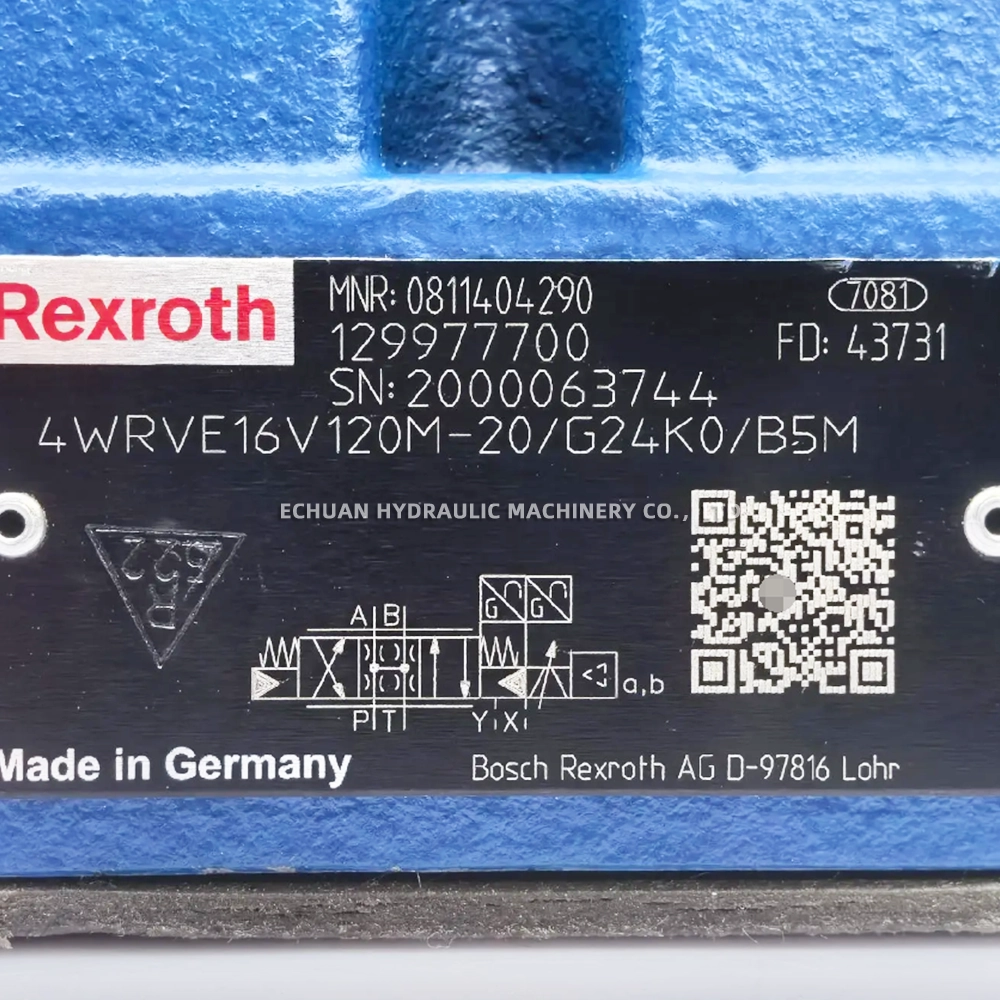 Rexroth
MNR: 0811404290
7081
129977700
FD: 43731
SN: 2000063744
4WRVE16V120M-20/G24K0/B5M
ECHUAN HYDRAULIC MACHINERY CO.,
522
A B
G G
P T
Y X
a,b
Made in Germany
Bosch Rexroth AG D-97816 Lohr